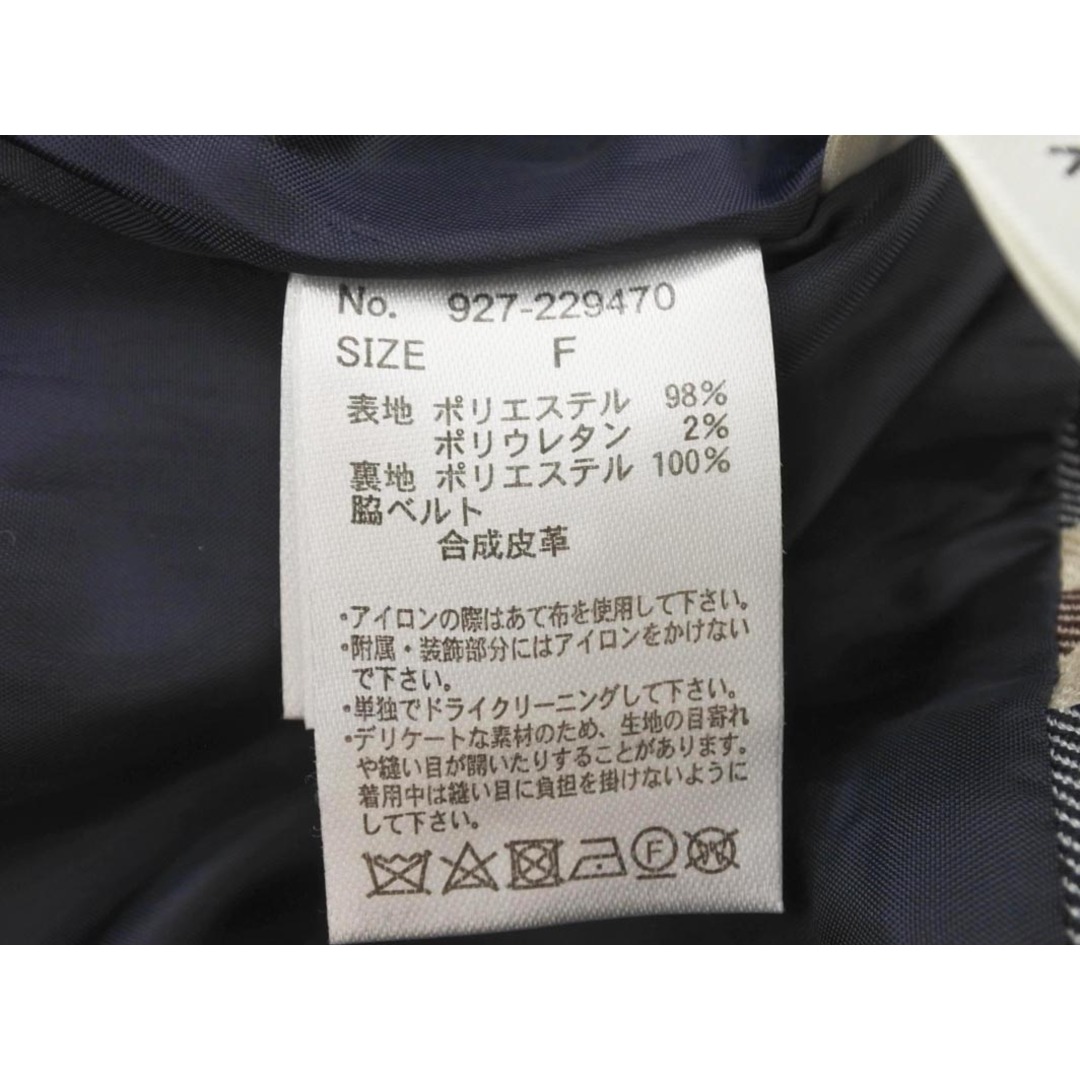 No. 927-229470
SIZE F
表地 ポリエステル 98%
ポリウレタン 2%
裏地 ポリエステル 100%
脇ベルト
合成皮革
・アイロンの際はあて布を使用して下さい。
・附属・装飾部分にはアイロンをかけない
で下さい。
・単独でドライクリーニングして下さい。
・デリケートな素材のため、生地の目寄れ
や縫い目が開いたりすることがあります。
着用中は縫い目に負担を掛けないように
して下さい。
F W